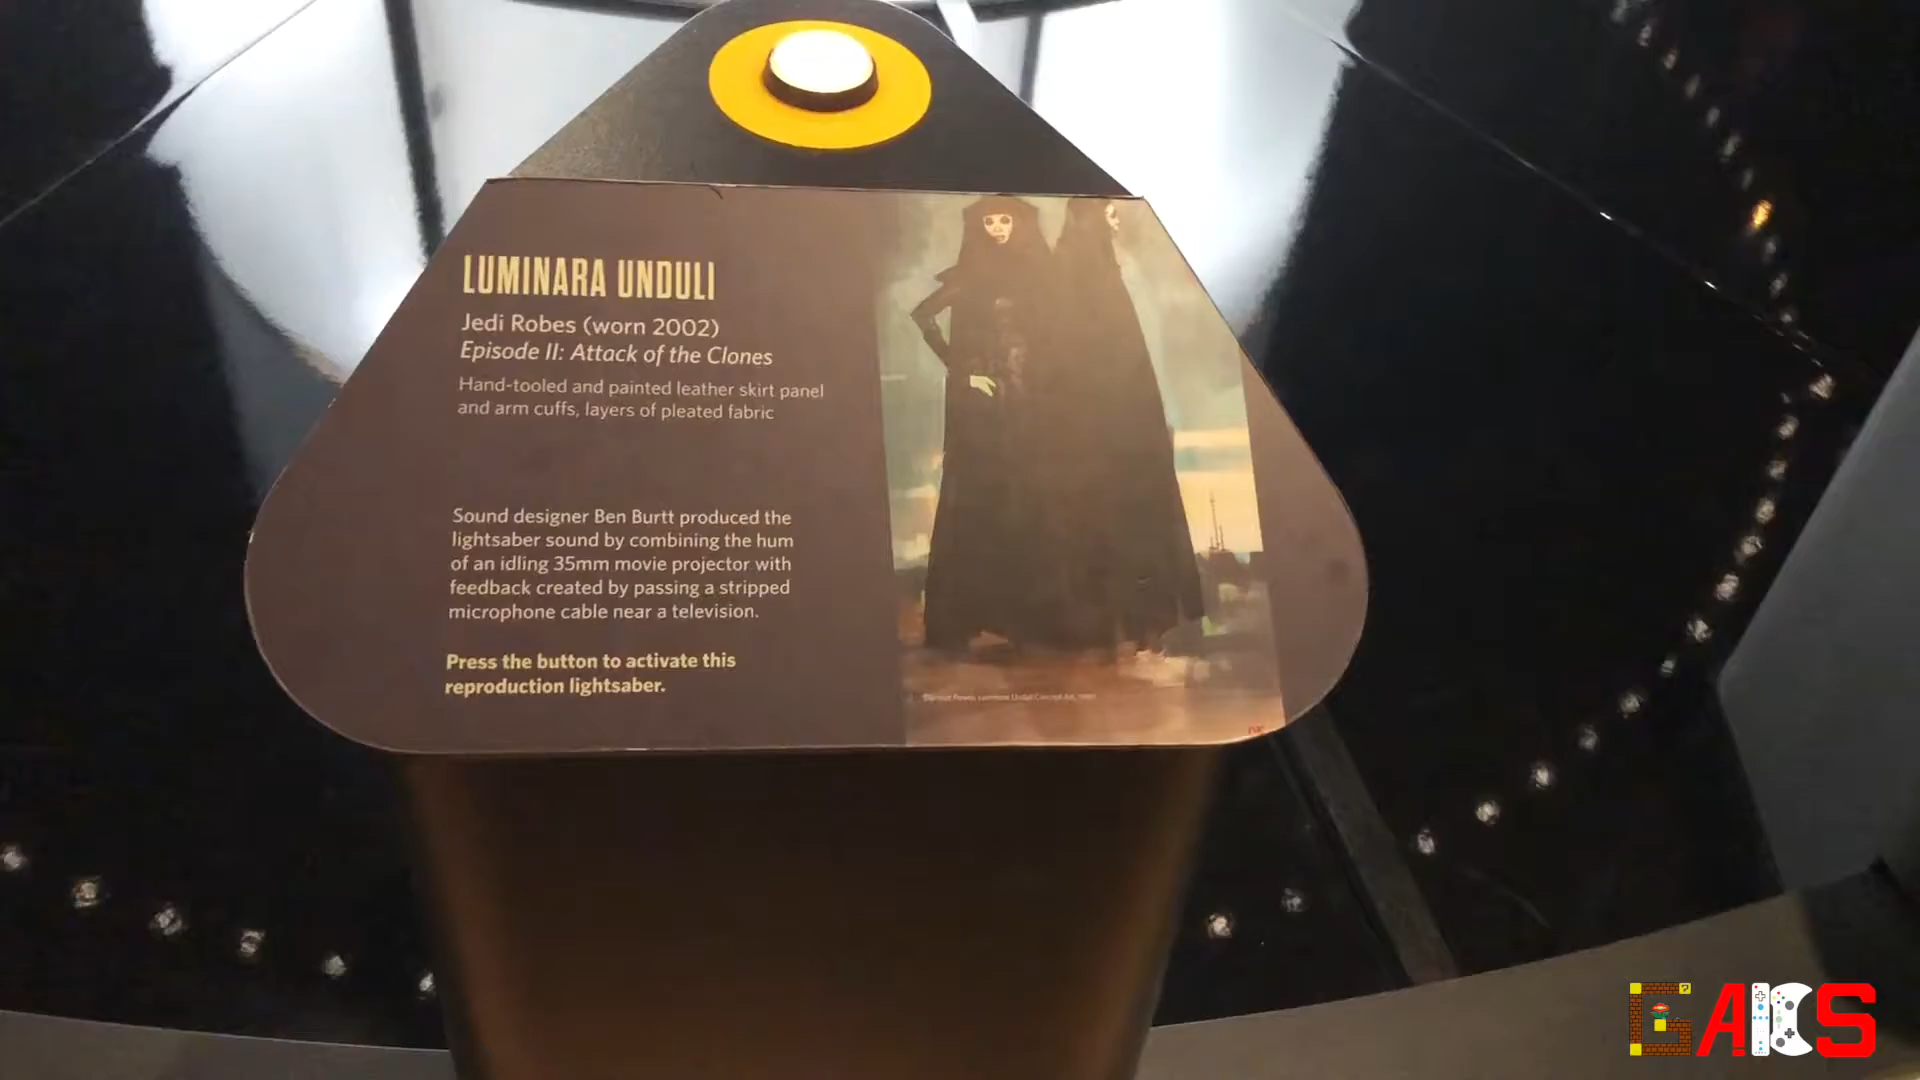 LUMINARA UNDULI
Jedi Robes (worn 2002)
Episode II: Attack of the Clones
Hand-tooled and painted leather skirt panel
and arm cuffs, layers of pleated fabric
Sound designer Ben Burtt produced the
lightsaber sound by combining the hum
of an idling 35mm movie projector with
feedback created by passing a stripped
microphone cable near a television.
Press the button to activate this
reproduction lightsaber.